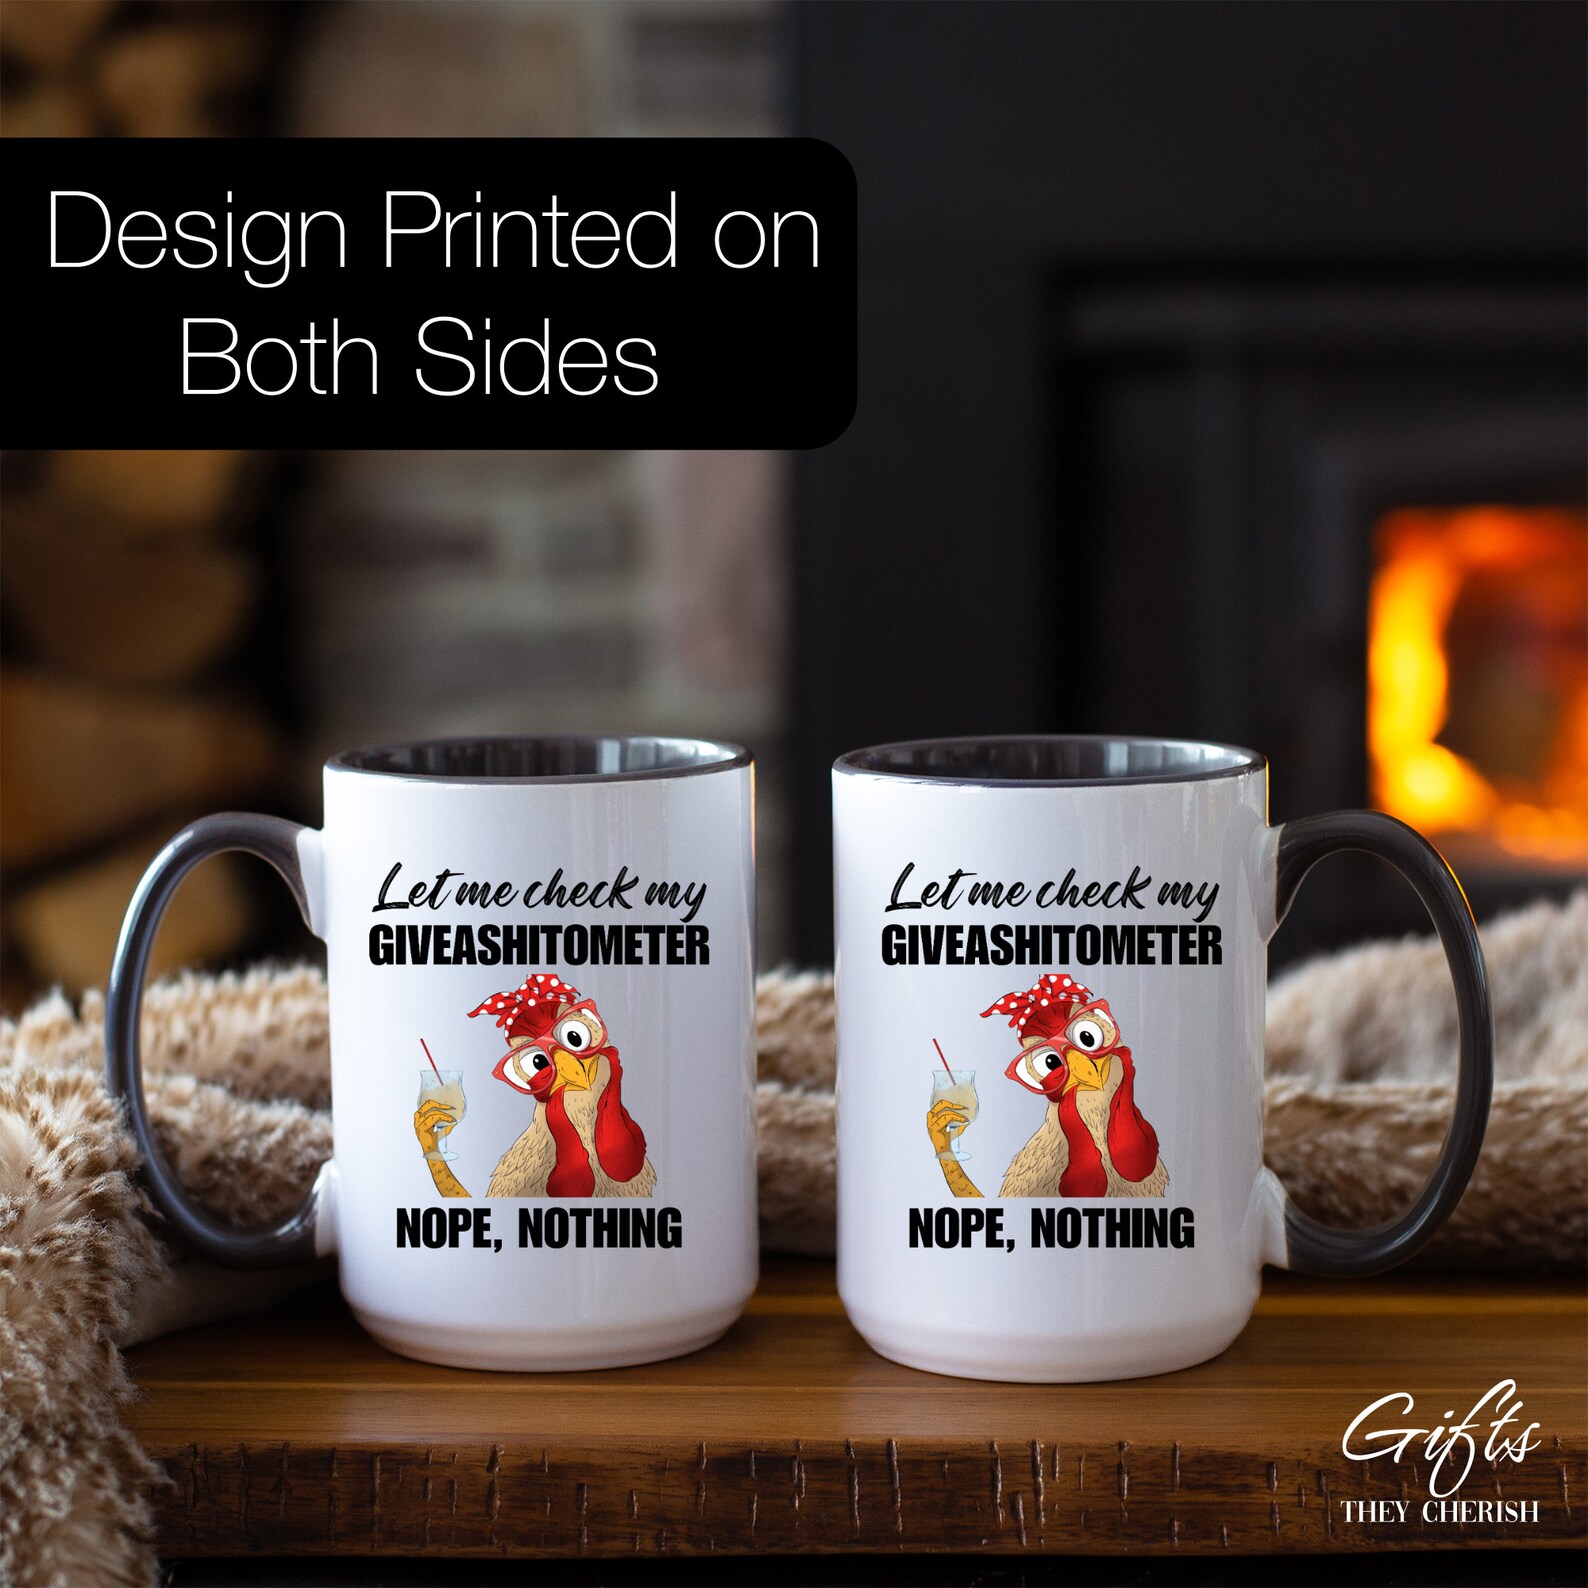 Design Printed on
Both Sides
Let me check my
GIVEASHITOMETER
NOPE, NOTHING
Let me check my
GIVEASHITOMETER
NOPE, NOTHING
Gifts
THEY CHERISH